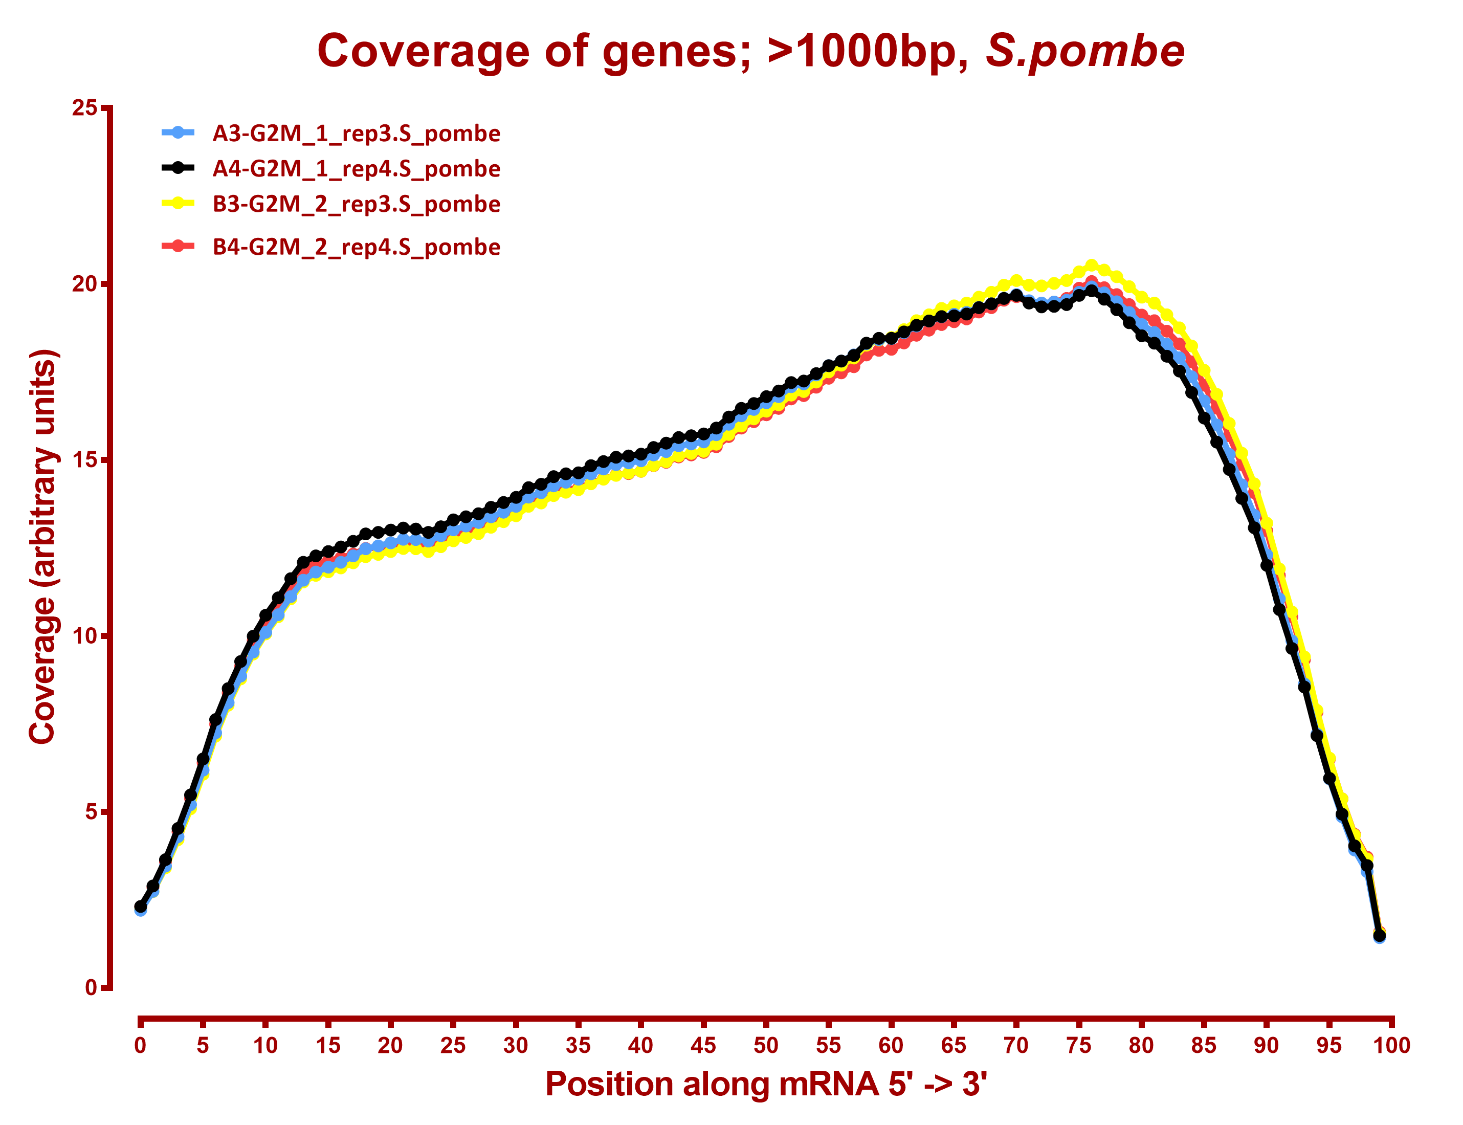 Coverage of genes; >1000bp, S.pombe
25
A3-G2M_1_rep3.S_pombe
A4-G2M_1_rep4.S_pombe
B3-G2M_2_rep3.S_pombe
B4-G2M_2_rep4.S_pombe
20
15
10
5
0
Coverage (arbitrary units)
0 5 10 15 20 25 30 35 40 45 50 55 60 65 70 75 80 85 90 95 100
Position along mRNA 5' -> 3'